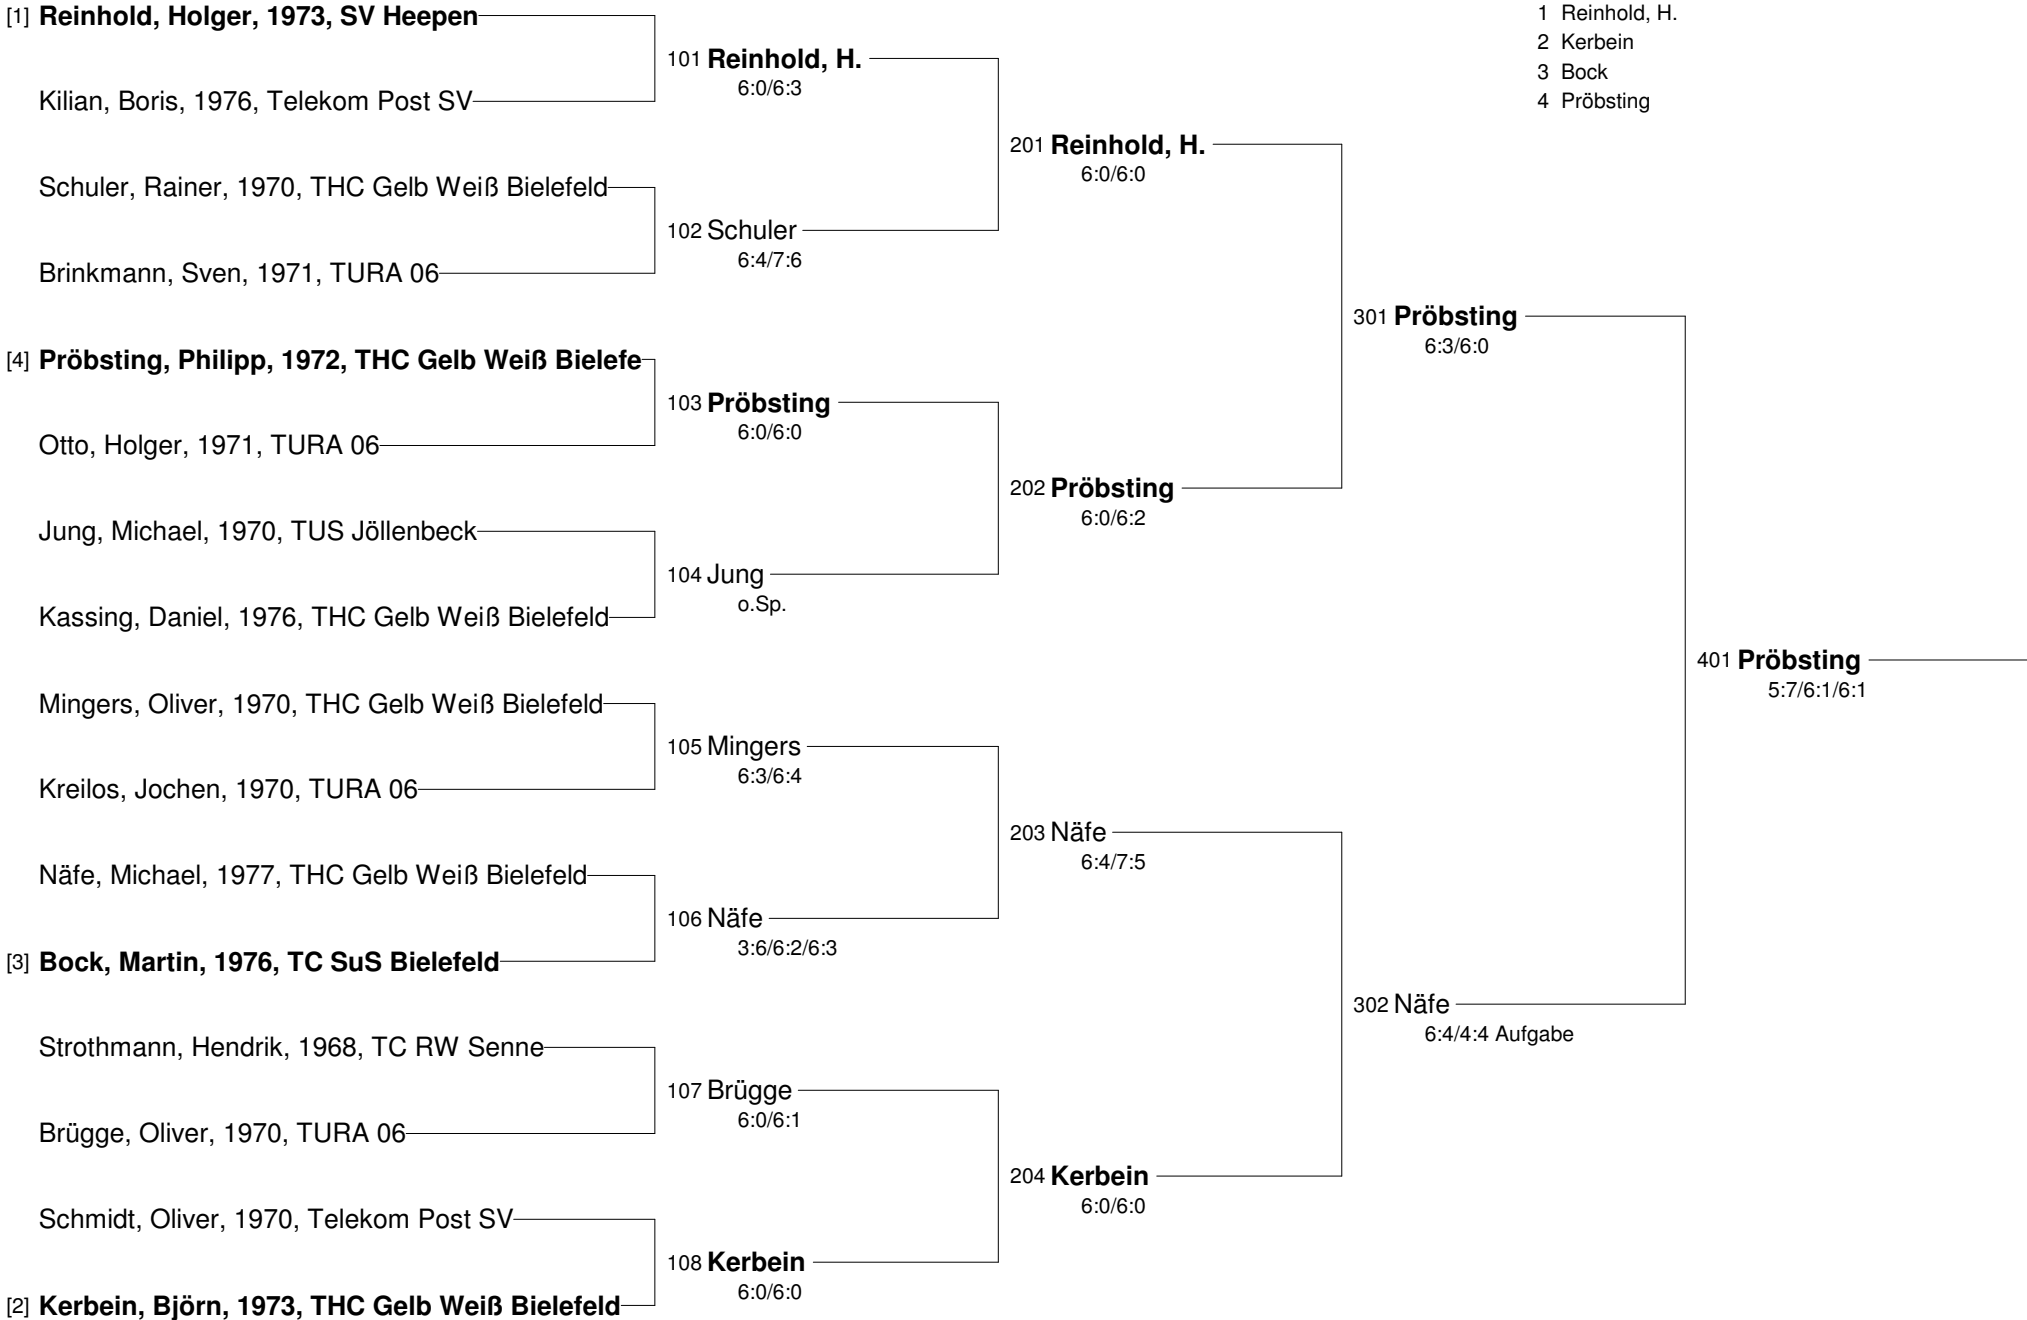 [1] Reinhold, Holger, 1973, SV Heepen
Kilian, Boris, 1976, Telekom Post SV
Schuler, Rainer, 1970, THC Gelb Weiß Bielefeld
Brinkmann, Sven, 1971, TURA 06
[4] Pröbsting, Philipp, 1972, THC Gelb Weiß Bielefe
Otto, Holger, 1971, TURA 06
Jung, Michael, 1970, TUS Jöllenbeck
Kassing, Daniel, 1976, THC Gelb Weiß Bielefeld
Mingers, Oliver, 1970, THC Gelb Weiß Bielefeld
Kreilos, Jochen, 1970, TURA 06
Näfe, Michael, 1977, THC Gelb Weiß Bielefeld
[3] Bock, Martin, 1976, TC SuS Bielefeld
Strothmann, Hendrik, 1968, TC RW Senne
Brügge, Oliver, 1970, TURA 06
Schmidt, Oliver, 1970, Telekom Post SV
[2] Kerbein, Björn, 1973, THC Gelb Weiß Bielefeld
101 Reinhold, H.
6:0/6:3
102 Schuler
6:4/7:6
103 Pröbsting
6:0/6:0
104 Jung
o.Sp.
105 Mingers
6:3/6:4
106 Näfe
3:6/6:2/6:3
107 Brügge
6:0/6:1
108 Kerbein
6:0/6:0
201 Reinhold, H.
6:0/6:0
202 Pröbsting
6:0/6:2
203 Näfe
6:4/7:5
204 Kerbein
6:0/6:0
301 Pröbsting
6:3/6:0
302 Näfe
6:4/4:4 Aufgabe
401 Pröbsting
5:7/6:1/6:1
1 Reinhold, H.
2 Kerbein
3 Bock
4 Pröbsting